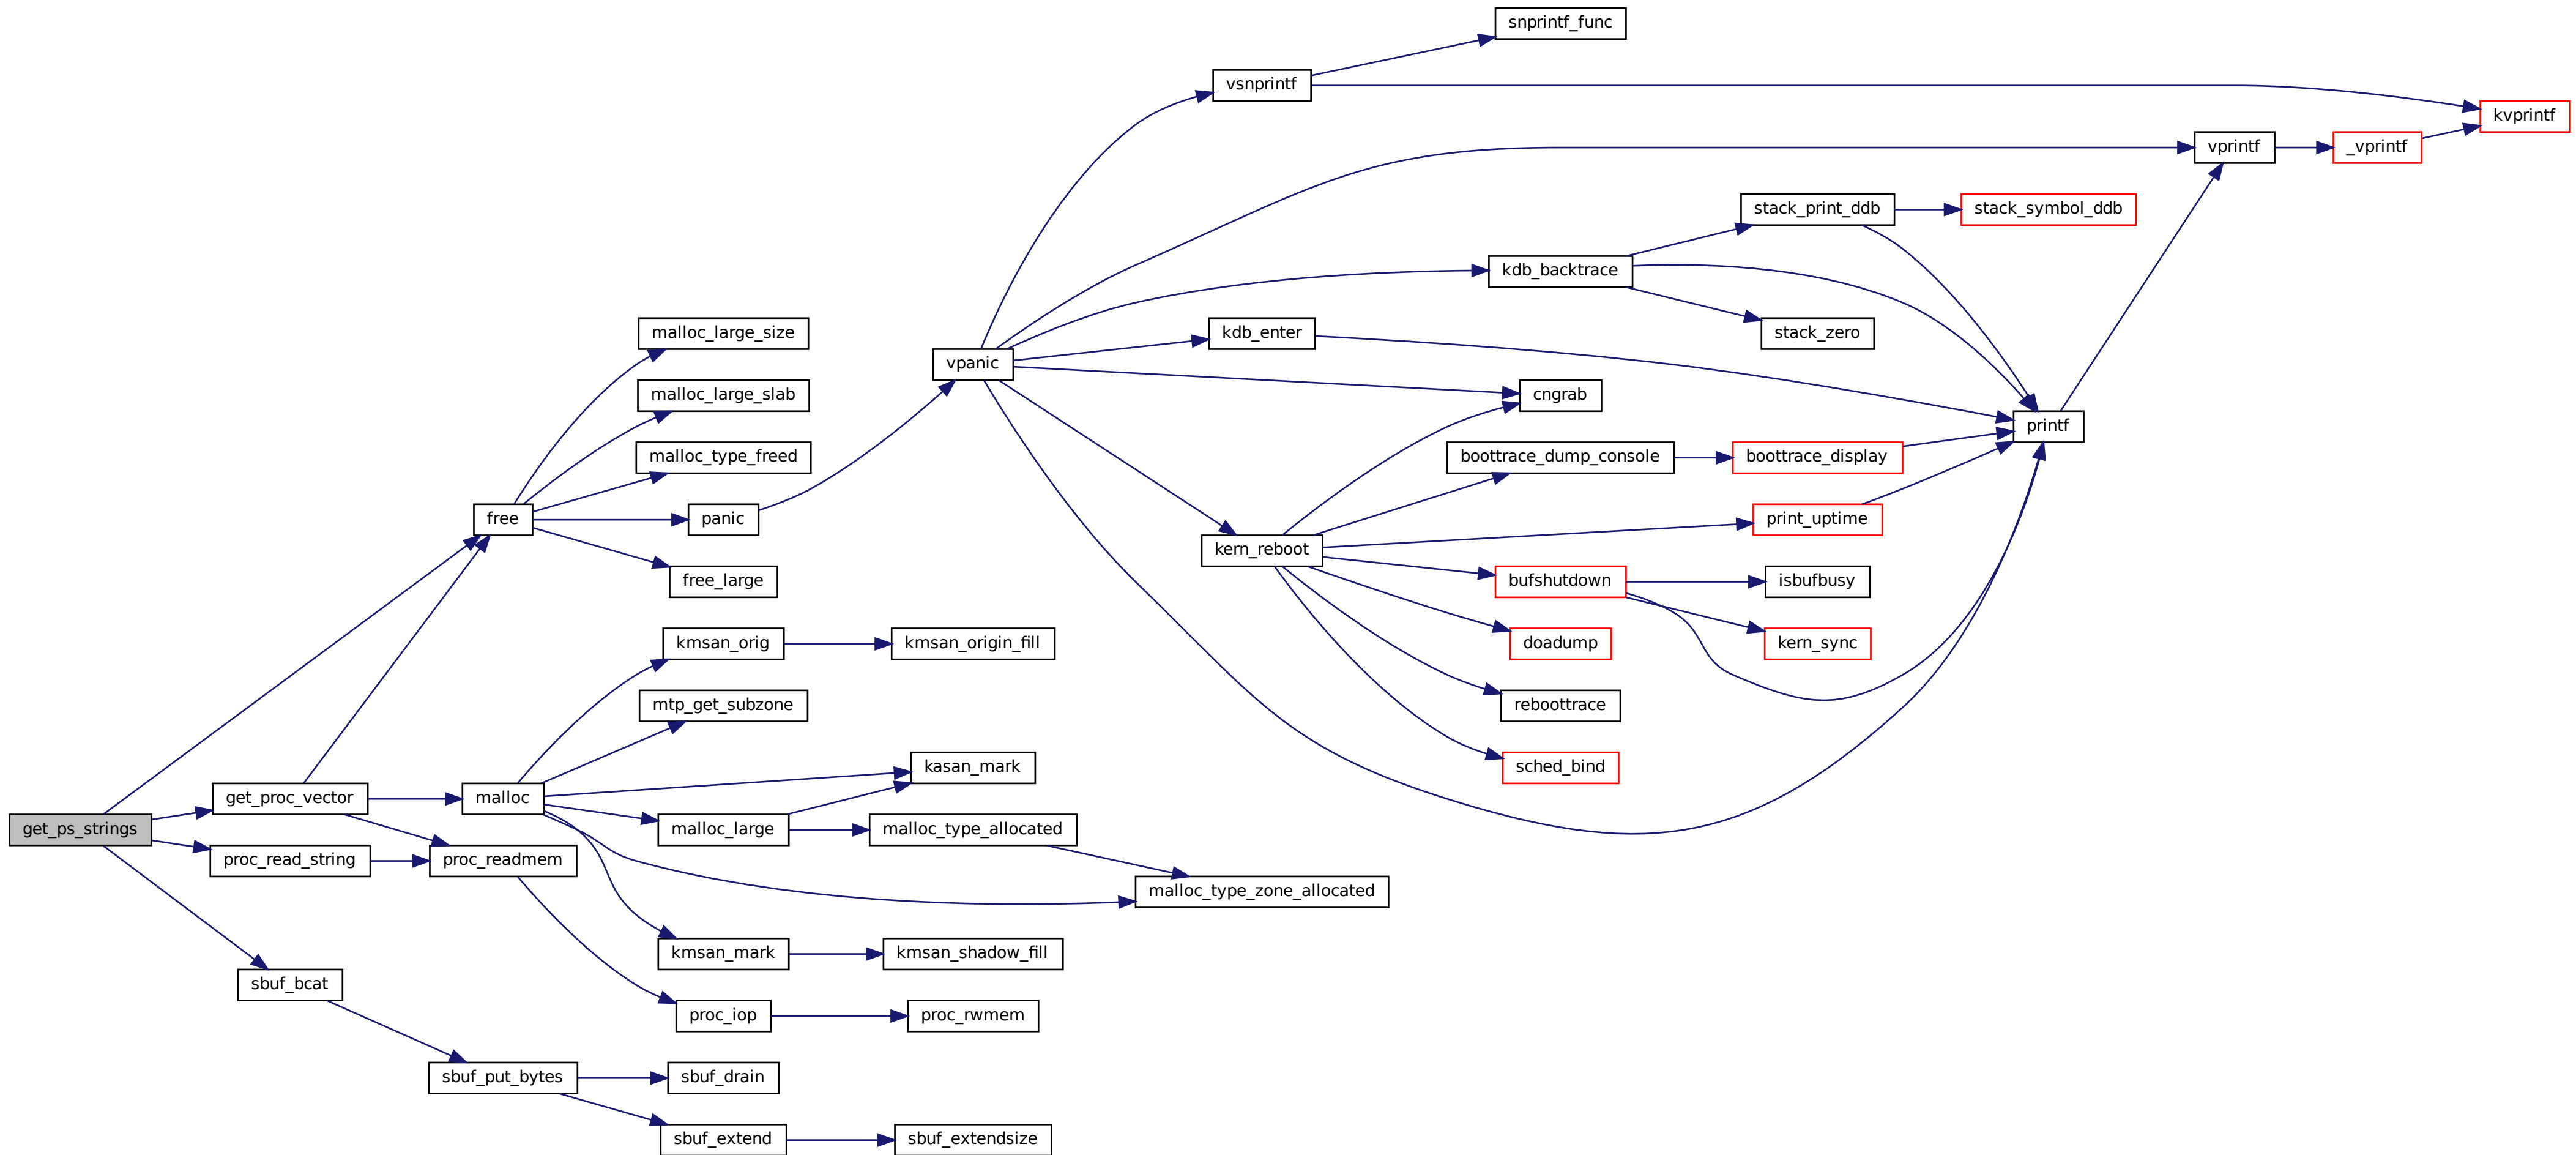 snprintf_func
vsnprintf
kvprintf
vprintf
_vprintf
stack_print_ddb
stack_symbol_ddb
kdb_backtrace
malloc_large_size
kdb_enter
stack_zero
vpanic
malloc_large_slab
cngrab
printf
malloc_type_freed
boottrace_dump_console
boottrace_display
free
panic
print_uptime
kern_reboot
free_large
bufshutdown
isbufbusy
kmsan_orig
kmsan_origin_fill
doadump
kern_sync
mtp_get_subzone
reboottrace
kasan_mark
sched_bind
get_proc_vector
malloc
get_ps_strings
malloc_large
malloc_type_allocated
proc_read_string
proc_readmem
malloc_type_zone_allocated
kmsan_mark
kmsan_shadow_fill
sbuf_bcat
proc_iop
proc_rwmem
sbuf_put_bytes
sbuf_drain
sbuf_extend
sbuf_extendsize